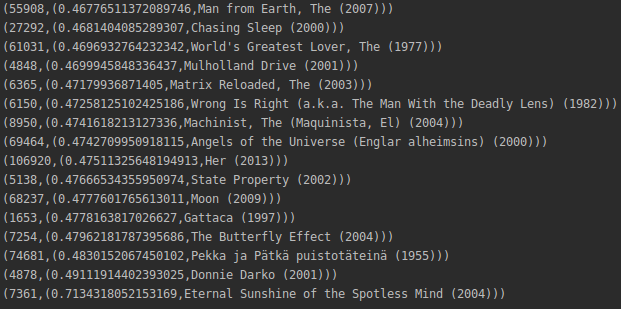 (55908,(0.46776511372089746,Man from Earth, The (2007)))
(27292,(0.4681404085289307,Chasing Sleep (2000)))
(61031,(0.4696932764232342,World's Greatest Lover, The (1977)))
(4848,(0.4699945848336437,Mulholland Drive (2001)))
(6365,(0.47179936871405,Matrix Reloaded, The (2003)))
(6150,(0.47258125102425186,Wrong Is Right (a.k.a. The Man With the Deadly Lens) (1982)))
(8950,(0.4741618213127336,Machinist, The (Maquinista, El) (2004)))
(69464,(0.4742709950918115,Angels of the Universe (Englar alheimsins) (2000)))
(106920,(0.47511325648194913,Her (2013)))
(5138,(0.47666534355950974,State Property (2002)))
(68237,(0.4777601765613011,Moon (2009)))
(1653,(0.4778163817026627,Gattaca (1997)))
(7254,(0.47962181787395686,The Butterfly Effect (2004)))
(74681,(0.4830152067450102,Pekka ja Pätkä puistotäteinä (1955)))
(4878,(0.49111914402393025,Donnie Darko (2001)))
(7361,(0.7134318052153169,Eternal Sunshine of the Spotless Mind (2004)))